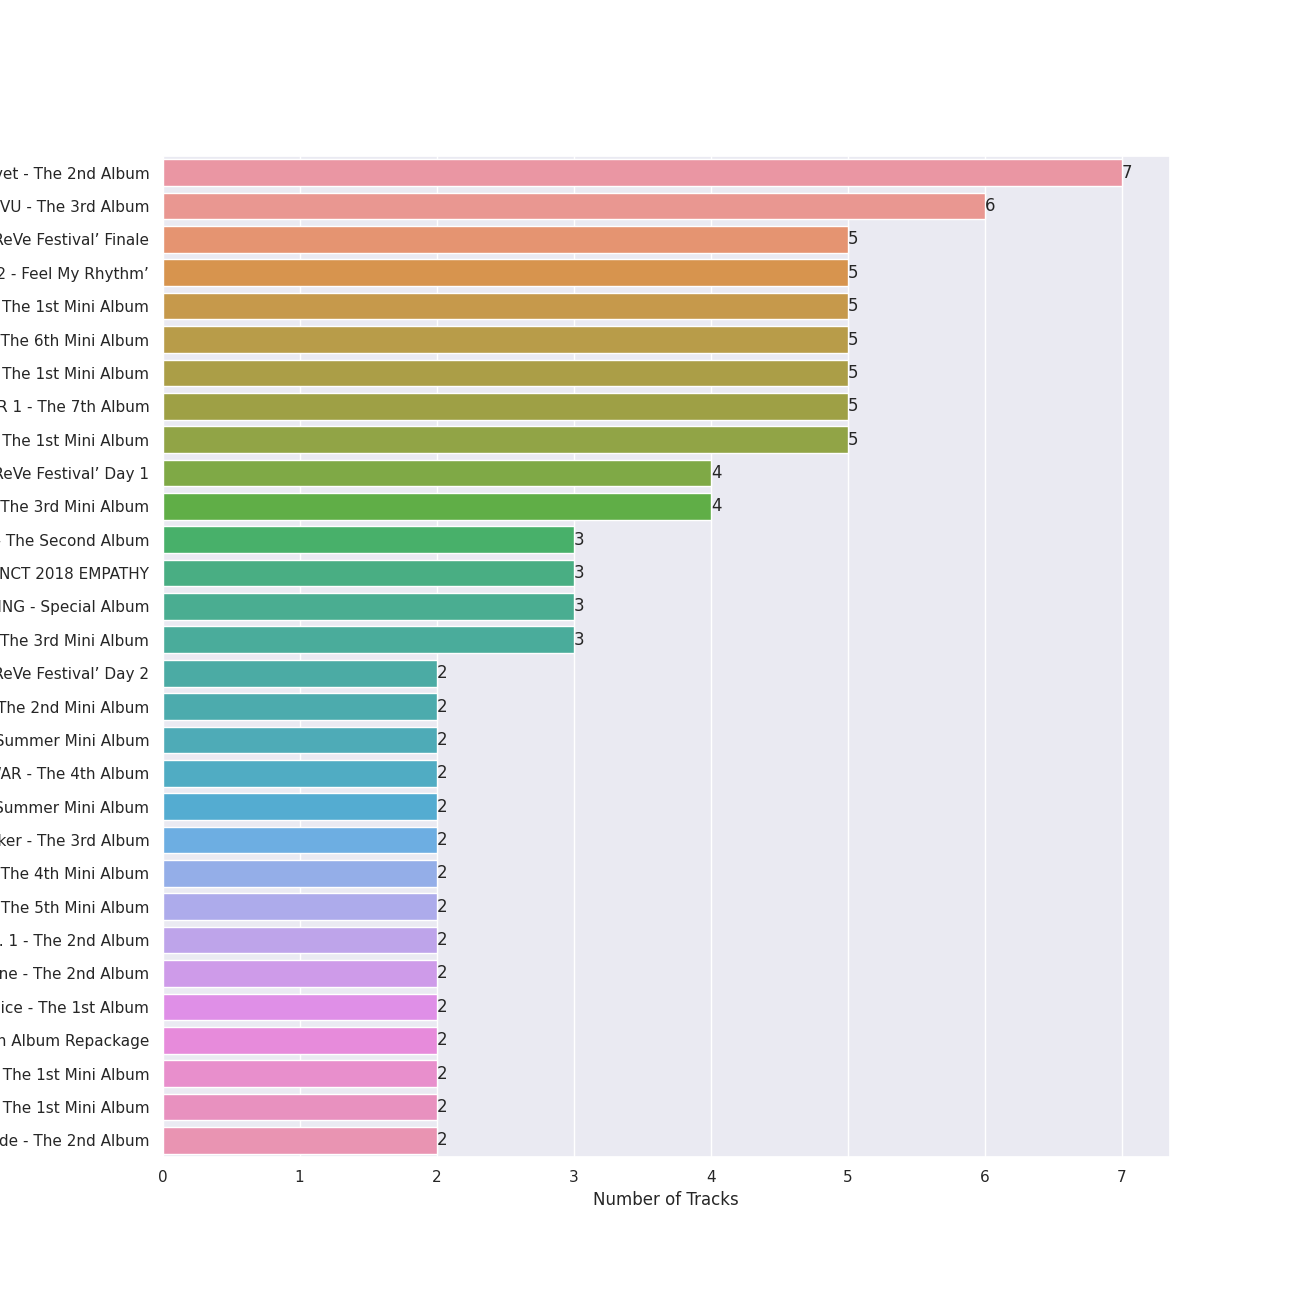 vet - The 2nd Album 7
VU - The 3rd Album 6
ReVe Festival’ Finale 5
2 - Feel My Rhythm’ 5
The 1st Mini Album 5
The 6th Mini Album 5
The 1st Mini Album 5
R 1 - The 7th Album 5
The 1st Mini Album 5
ReVe Festival’ Day 1 4
The 3rd Mini Album 4
- The Second Album 3
NCT 2018 EMPATHY 3
ING - Special Album 3
The 3rd Mini Album 3
ReVe Festival’ Day 2 2
The 2nd Mini Album 2
Summer Mini Album 2
AR - The 4th Album 2
Summer Mini Album 2
ker - The 3rd Album 2
The 4th Mini Album 2
The 5th Mini Album 2
. 1 - The 2nd Album 2
ne - The 2nd Album 2
ice - The 1st Album 2
n Album Repackage 2
The 1st Mini Album 2
The 1st Mini Album 2
de - The 2nd Album 2
0 1 2 3 4 5 6 7
Number of Tracks